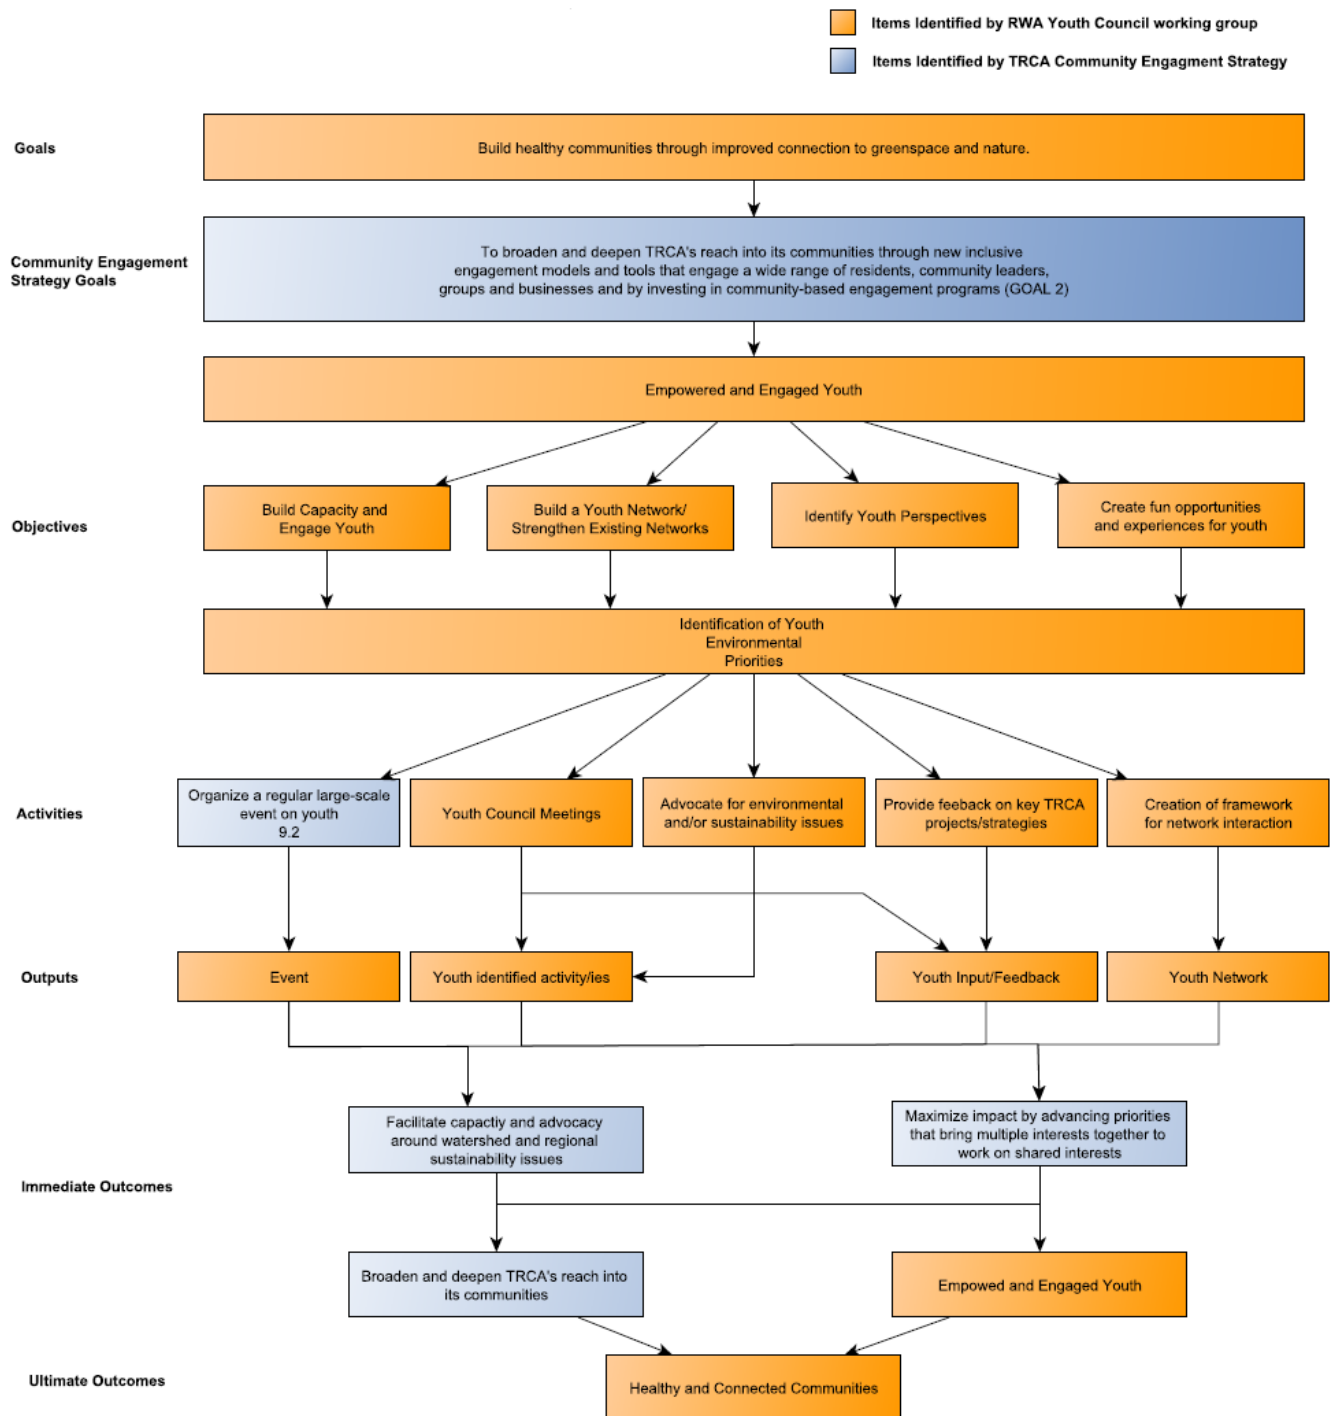 Items Identified by RWA Youth Council working group
Items Identified by TRCA Community Engagment Strategy
Goals
Build healthy communities through improved connection to greenspace and nature.
Community Engagement
Strategy Goals
To broaden and deepen TRCA's reach into its communities through new inclusive
engagement models and tools that engage a wide range of residents, community leaders,
groups and businesses and by investing in community-based engagement programs (GOAL 2)
Empowered and Engaged Youth
Objectives
Build Capacity and
Engage Youth
Build a Youth Network/
Strengthen Existing Networks
Identify Youth Perspectives
Create fun opportunities
and experiences for youth
Identification of Youth
Environmental
Priorities
Activities
Organize a regular large-scale
event on youth
9.2
Youth Council Meetings
Advocate for environmental
and/or sustainability issues
Provide feeback on key TRCA
projects/strategies
Creation of framework
for network interaction
Outputs
Event
Youth identified activity/ies
Youth Input/Feedback
Youth Network
Facilitate capactiy and advocacy
around watershed and regional
sustainability issues
Maximize impact by advancing priorities
that bring multiple interests together to
work on shared interests
Immediate Outcomes
Broaden and deepen TRCA's reach into
its communities
Empowed and Engaged Youth
Ultimate Outcomes
Healthy and Connected Communities